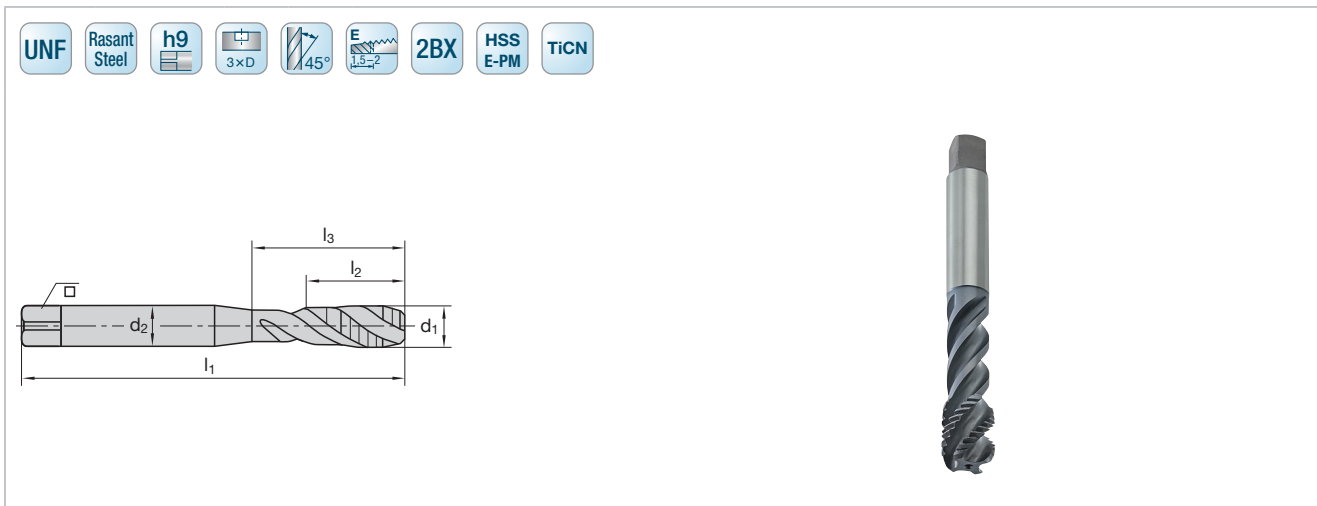 UNF
Rasant
Steel
h9
3×D
45°
E
1,5–2
2BX
HSS
E-PM
TiCN
l3
l2
d2
d1
l1